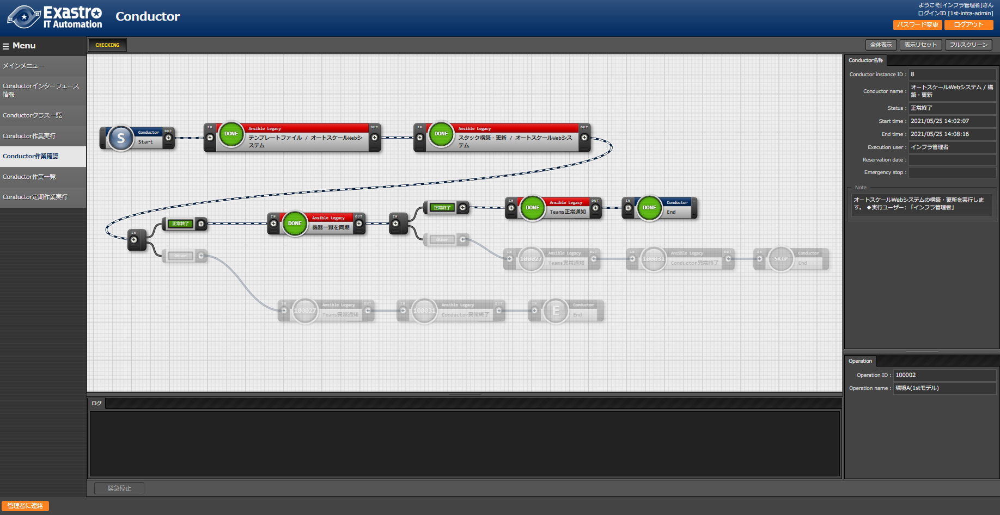 Exastro
IT Automation
Conductor
ようこそ[インフラ管理者]さん
ログインID [1st-infra-admin]
パスワード変更
ログアウト
Menu
メインメニュー
Conductorインターフェース
情報
Conductorクラス一覧
Conductor作業実行
Conductor作業確認
Conductor作業一覧
Conductor定期作業実行
CHECKING
全体表示
表示リセット
フルスクリーン
S
Conductor
Start
OUT
IN
DONE
Ansible Legacy
テンプレートファイル / オートスケールWebシ
ステム
OUT
IN
DONE
Ansible Legacy
スタック構築・更新 / オートスケールWebシス
テム
OUT
IN
正常終了
Other
IN
DONE
Ansible Legacy
機器一覧を同期
OUT
IN
正常終了
Other
IN
DONE
Ansible Legacy
Teams正常通知
OUT
IN
DONE
Conductor
End
IN
100027
Ansible Legacy
Teams異常通知
OUT
IN
100031
Ansible Legacy
Conductor異常終了
OUT
IN
SKIP
Conductor
End
IN
100027
Ansible Legacy
Teams異常通知
OUT
IN
100031
Ansible Legacy
Conductor異常終了
OUT
IN
E
Conductor
End
Conductor名称
Conductor instance ID : 8
Conductor name : オートスケールWebシステム / 構
築・更新
Status : 正常終了
Start time : 2021/05/25 14:02:07
End time : 2021/05/25 14:08:16
Execution user : インフラ管理者
Reservation date :
Emergency stop :
Note
オートスケールWebシステムの構築・更新を実行しま
す。 ◆実行ユーザー: 「インフラ管理者」
Operation
Operation ID : 100002
Operation name : 環境A(1stモデル)
ログ
緊急停止
管理者に連絡